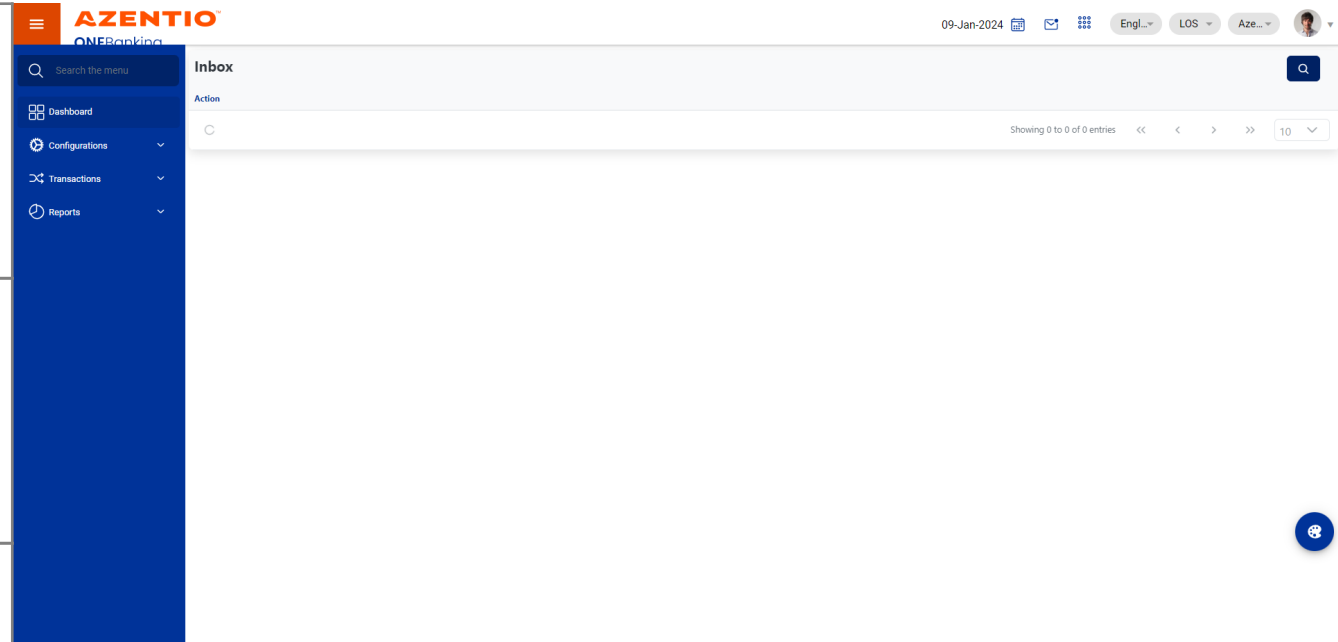 AZENTIO™
ONEBanking
09-Jan-2024
Engl...
LOS
Aze...
Search the menu
Dashboard
Configurations
Transactions
Reports
Inbox
Action
Showing 0 to 0 of 0 entries
10